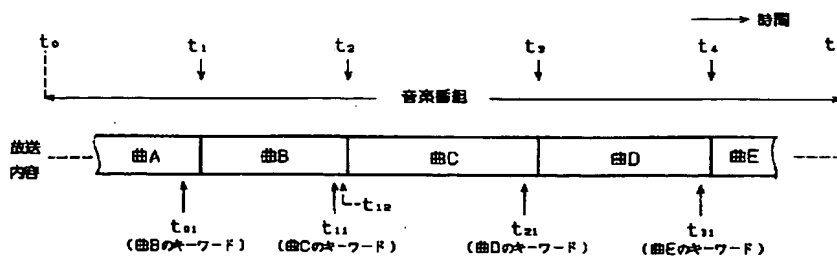 → 時間
t₀ t₁ t₂ t₃ t₄ t
音楽番組
放送内容
曲A 曲B 曲C 曲D 曲E
t₁₂
t₀₁ t₁₁ t₂₁ t₃₁
(曲Bのキーワード) (曲Cのキーワード) (曲Dのキーワード) (曲Eのキーワード)